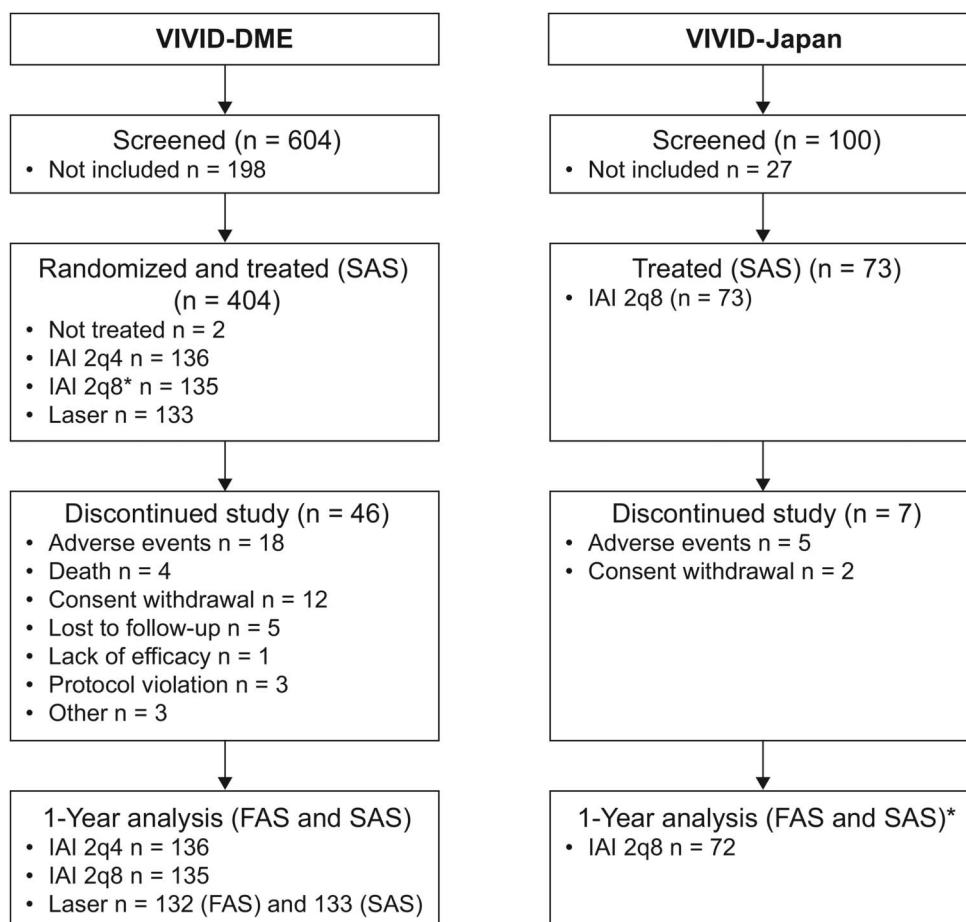 VIVID-DME
Screened (n = 604)
• Not included n = 198
Randomized and treated (SAS)
(n = 404)
• Not treated n = 2
• IAI 2q4 n = 136
• IAI 2q8* n = 135
• Laser n = 133
Discontinued study (n = 46)
• Adverse events n = 18
• Death n = 4
• Consent withdrawal n = 12
• Lost to follow-up n = 5
• Lack of efficacy n = 1
• Protocol violation n = 3
• Other n = 3
1-Year analysis (FAS and SAS)
• IAI 2q4 n = 136
• IAI 2q8 n = 135
• Laser n = 132 (FAS) and 133 (SAS)
VIVID-Japan
Screened (n = 100)
• Not included n = 27
Treated (SAS) (n = 73)
• IAI 2q8 (n = 73)
Discontinued study (n = 7)
• Adverse events n = 5
• Consent withdrawal n = 2
1-Year analysis (FAS and SAS)*
• IAI 2q8 n = 72